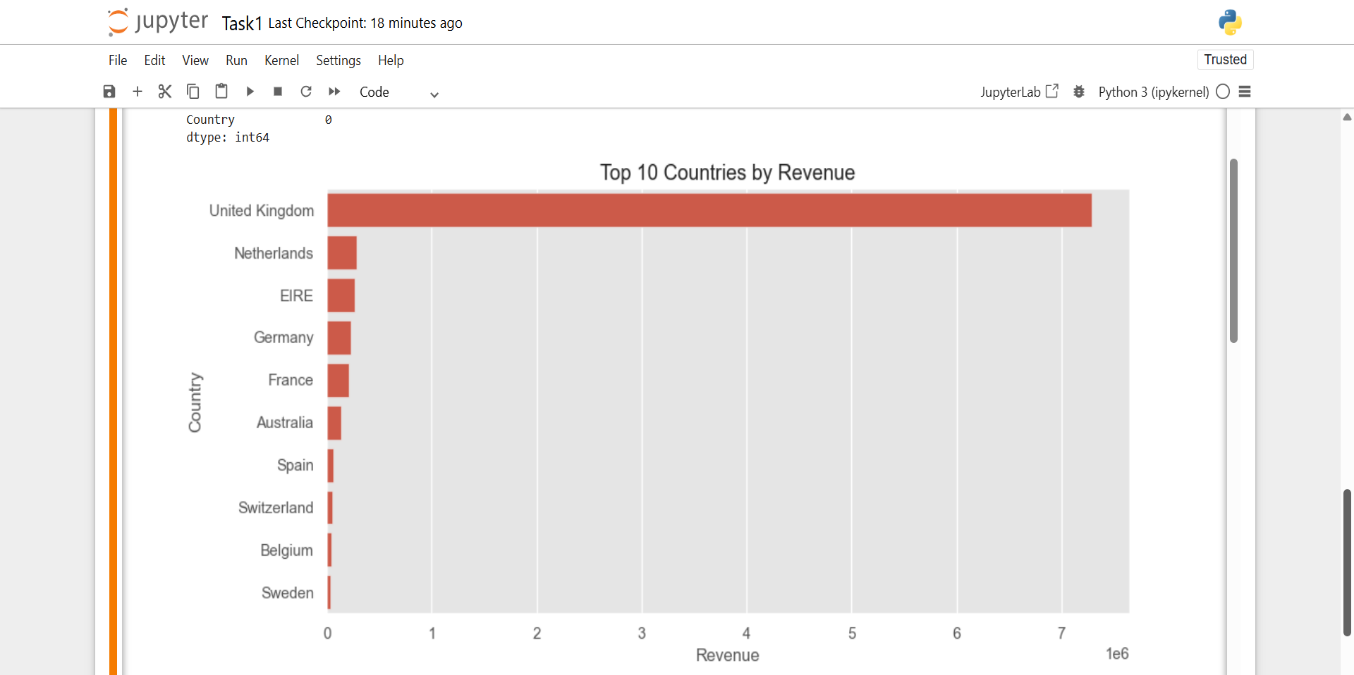 jupyter Task1 Last Checkpoint: 18 minutes ago
File Edit View Run Kernel Settings Help Trusted
Code JupyterLab Python 3 (ipykernel)
Country 0
dtype: int64
Top 10 Countries by Revenue
United Kingdom
Netherlands
EIRE
Germany
France
Australia
Spain
Switzerland
Belgium
Sweden
Country
0 1 2 3 4 5 6 7
Revenue 1e6